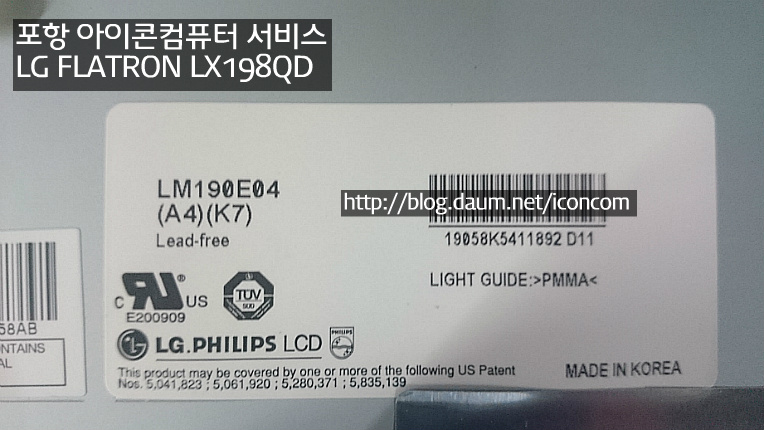 포항 아이콘컴퓨터 서비스
LG FLATRON LX198QD
LM190E04
(A4)(K7)
Lead-free
http://blog.daum.net/iconcom
19058K5411892 D11
LIGHT GUIDE:>PMMA<
C RU ® US
E200909
TÜV
LG.PHILIPS LCD
PHILIPS
This product may be covered by one or more of the following US Patent
Nos. 5,041,823 ; 5,061,920 ; 5,280,371 ; 5,835,139
MADE IN KOREA
58AB
ONTAINS
AL